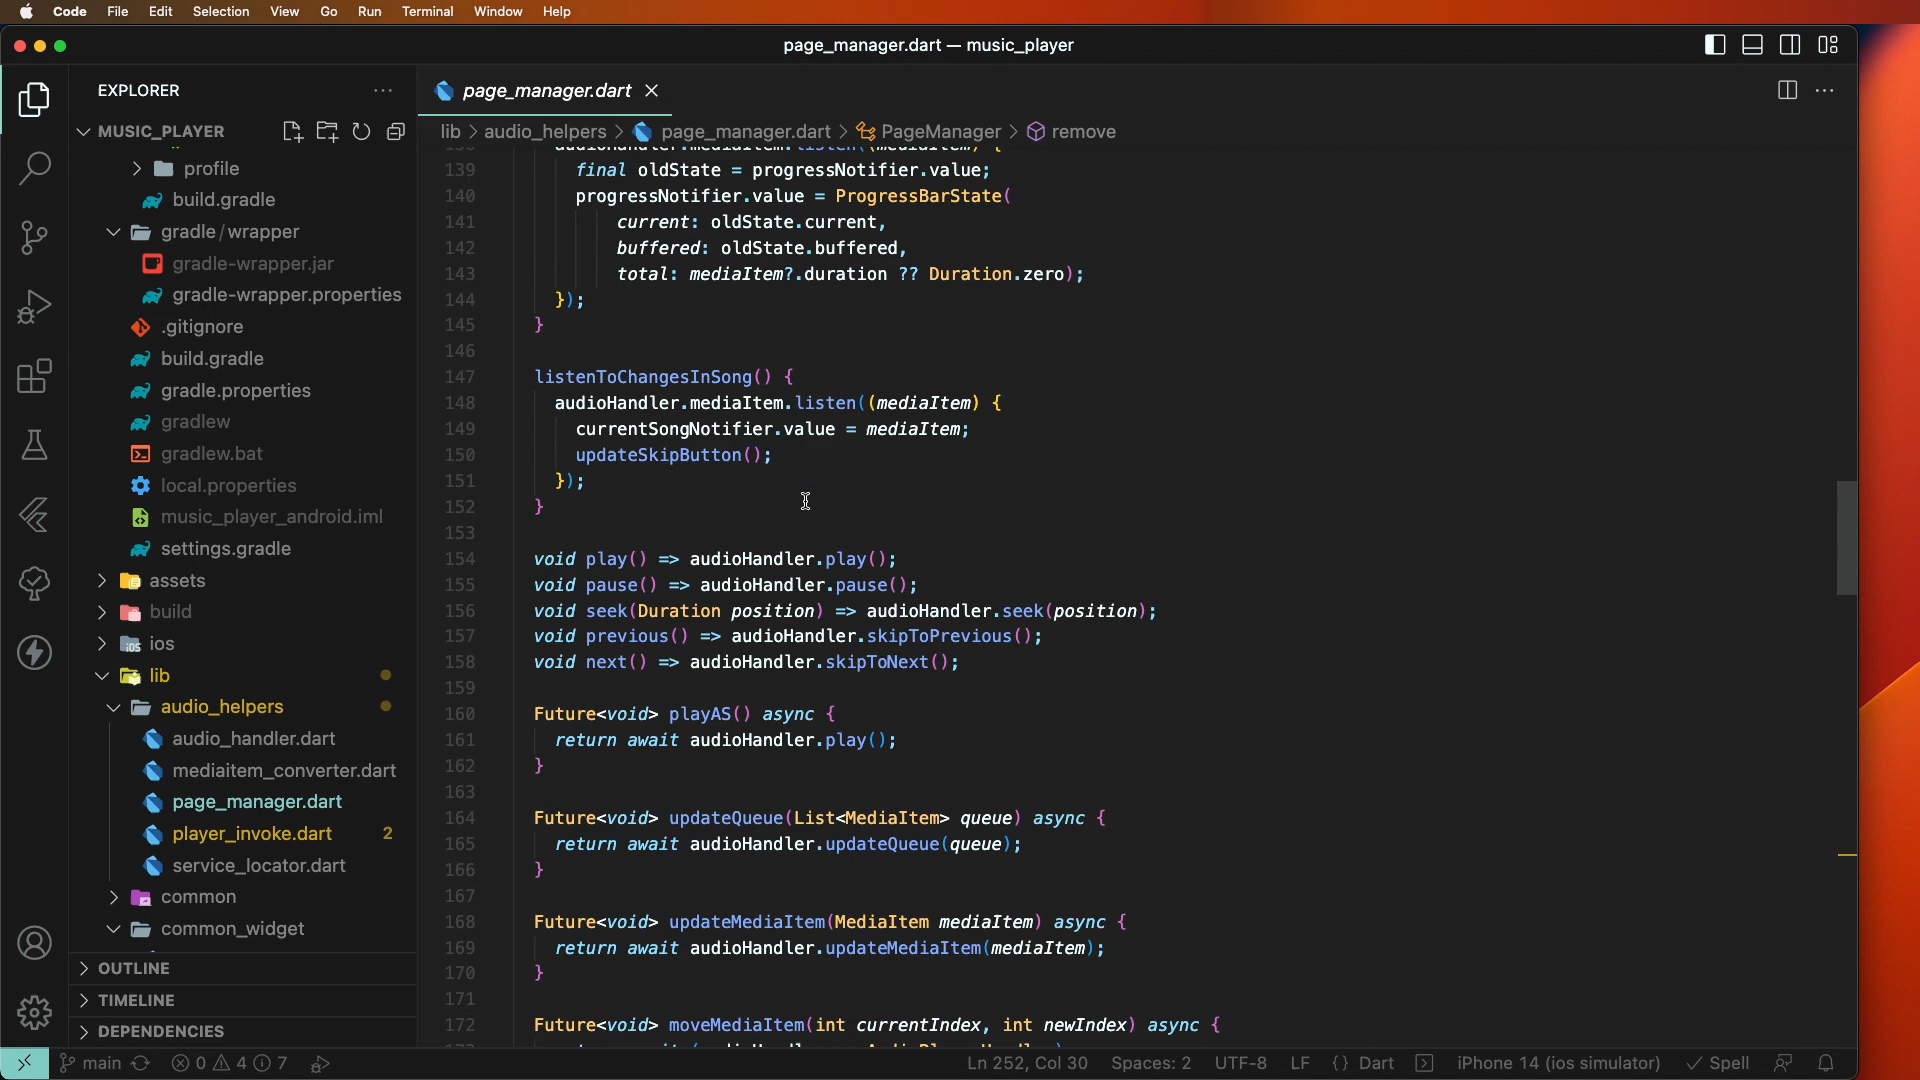 Code File Edit Selection View Go Run Terminal Window Help
page_manager.dart — music_player
EXPLORER
page_manager.dart
MUSIC_PLAYER
lib > audio_helpers > page_manager.dart > PageManager > remove
profile
build.gradle
gradle/wrapper
gradle-wrapper.jar
gradle-wrapper.properties
.gitignore
build.gradle
gradle.properties
gradlew
gradlew.bat
local.properties
music_player_android.iml
settings.gradle
assets
build
ios
lib
audio_helpers
audio_handler.dart
mediaitem_converter.dart
page_manager.dart
player_invoke.dart 2
service_locator.dart
common
common_widget
OUTLINE
TIMELINE
DEPENDENCIES
139 final oldState = progressNotifier.value;
140 progressNotifier.value = ProgressBarState(
141 current: oldState.current,
142 buffered: oldState.buffered,
143 total: mediaItem?.duration ?? Duration.zero);
144 });
145 }
146
147 listenToChangesInSong() {
148 audioHandler.mediaItem.listen((mediaItem) {
149 currentSongNotifier.value = mediaItem;
150 updateSkipButton();
151 });
152 }
153
154 void play() => audioHandler.play();
155 void pause() => audioHandler.pause();
156 void seek(Duration position) => audioHandler.seek(position);
157 void previous() => audioHandler.skipToPrevious();
158 void next() => audioHandler.skipToNext();
159
160 Future<void> playAS() async {
161 return await audioHandler.play();
162 }
163
164 Future<void> updateQueue(List<MediaItem> queue) async {
165 return await audioHandler.updateQueue(queue);
166 }
167
168 Future<void> updateMediaItem(MediaItem mediaItem) async {
169 return await audioHandler.updateMediaItem(mediaItem);
170 }
171
172 Future<void> moveMediaItem(int currentIndex, int newIndex) async {
main 0 4 7 Ln 252, Col 30 Spaces: 2 UTF-8 LF {} Dart iPhone 14 (ios simulator) Spell